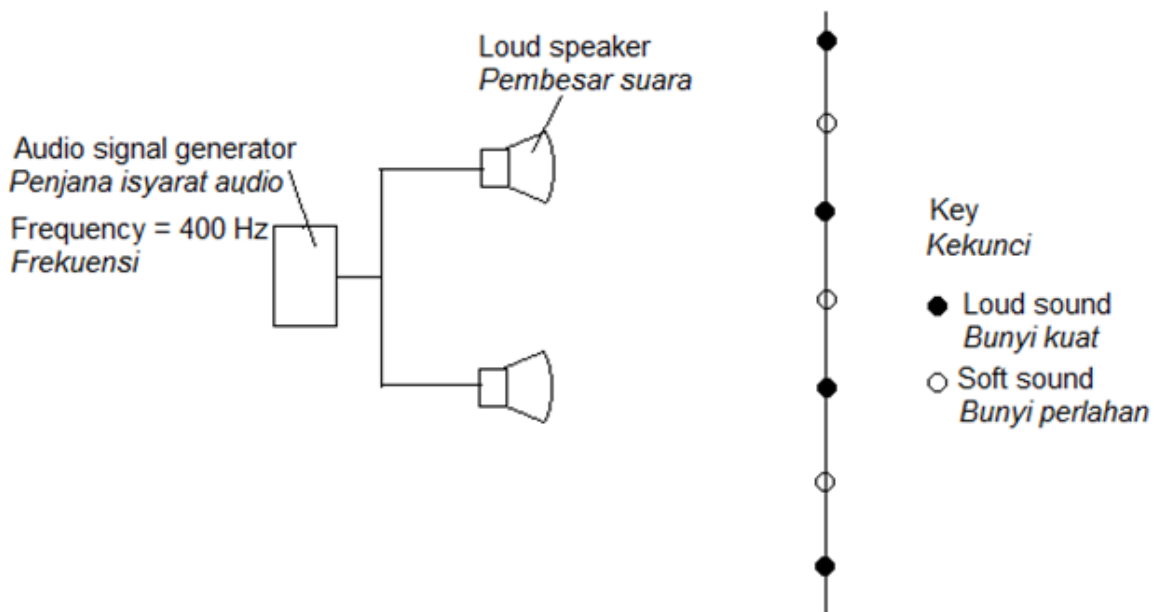 Loud speaker
Pembesar suara
Audio signal generator
Penjana isyarat audio
Frequency = 400 Hz
Frekuensi
Key
Kekunci
Loud sound
Bunyi kuat
Soft sound
Bunyi perlahan